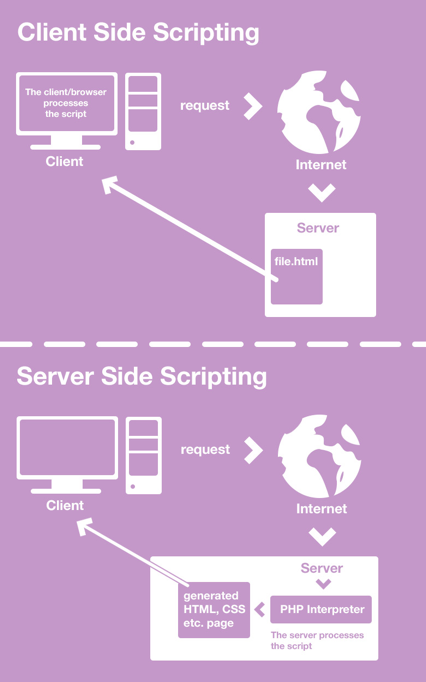 Client Side Scripting
The client/browser
processes
the script
request
Client
Internet
Server
file.html
Server Side Scripting
request
Client
Internet
Server
generated
HTML, CSS
etc. page
PHP Interpreter
The server processes
the script